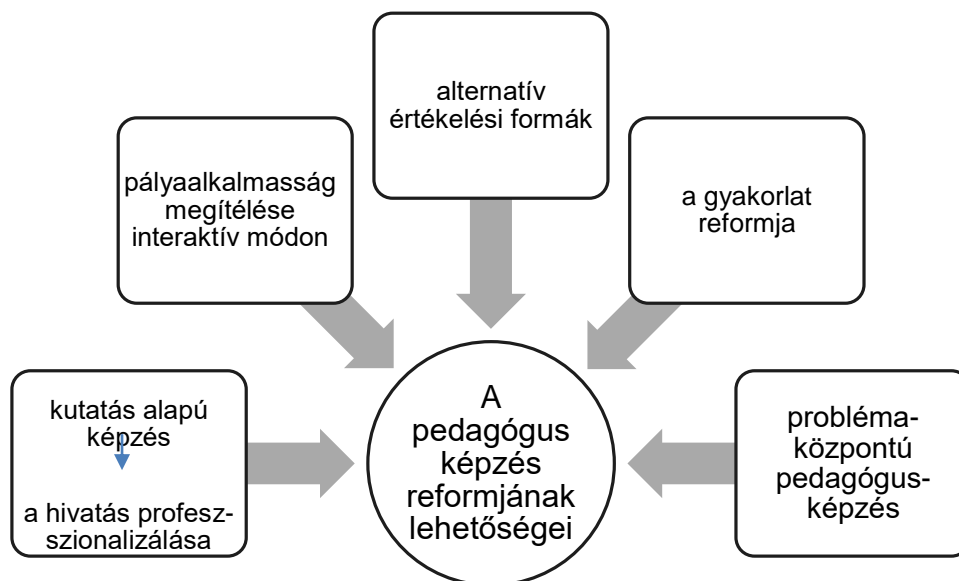 alternatív
értékelési formák
pályaalkalmasság
megítélése
interaktív módon
a gyakorlat
reformja
kutatás alapú
képzés
a hivatás profesz-
szionalizálása
A
pedagógus
képzés
reformjának
lehetőségei
probléma-
központú
pedagógus-
képzés